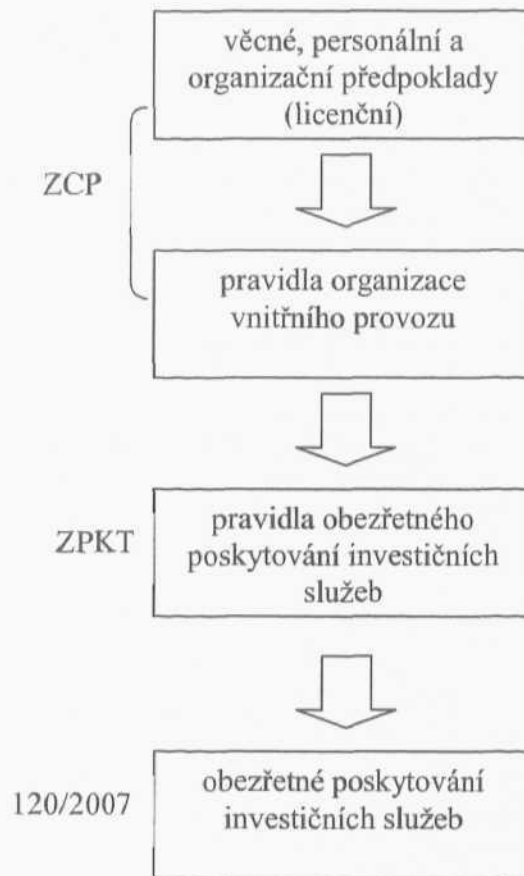 věcné, personální a
organizační předpoklady
(licenční)
ZCP
pravidla organizace
vnitřního provozu
ZPKT
pravidla obezřetného
poskytování investičních
služeb
120/2007
obezřetné poskytování
investičních služeb